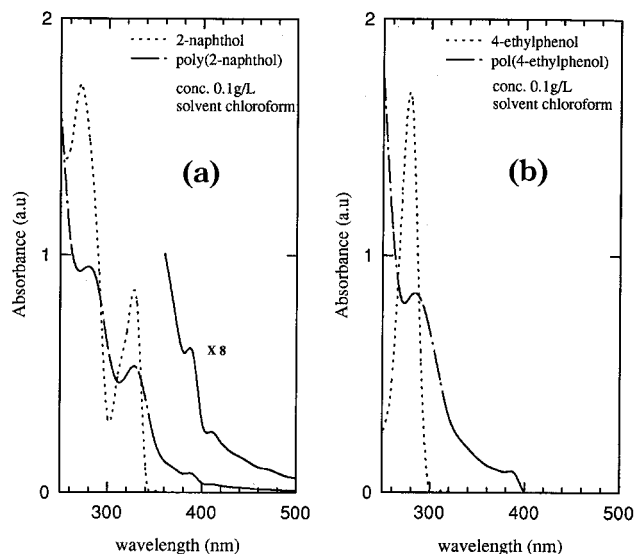 2
2-naphthol
poly(2-naphthol)
conc. 0.1g/L
solvent chloroform
(a)
Absorbance (a.u)
1
X 8
0
300
400
500
wavelength (nm)
2
4-ethylphenol
pol(4-ethylphenol)
conc. 0.1g/L
solvent chloroform
(b)
Absorbance (a.u)
1
0
300
400
500
wavelength (nm)